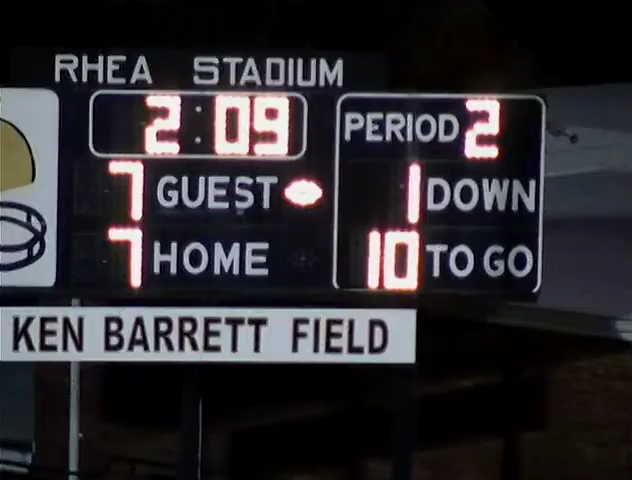 RHEA STADIUM
2:09 PERIOD 2
7 GUEST 1 DOWN
7 HOME 10 TO GO
KEN BARRETT FIELD